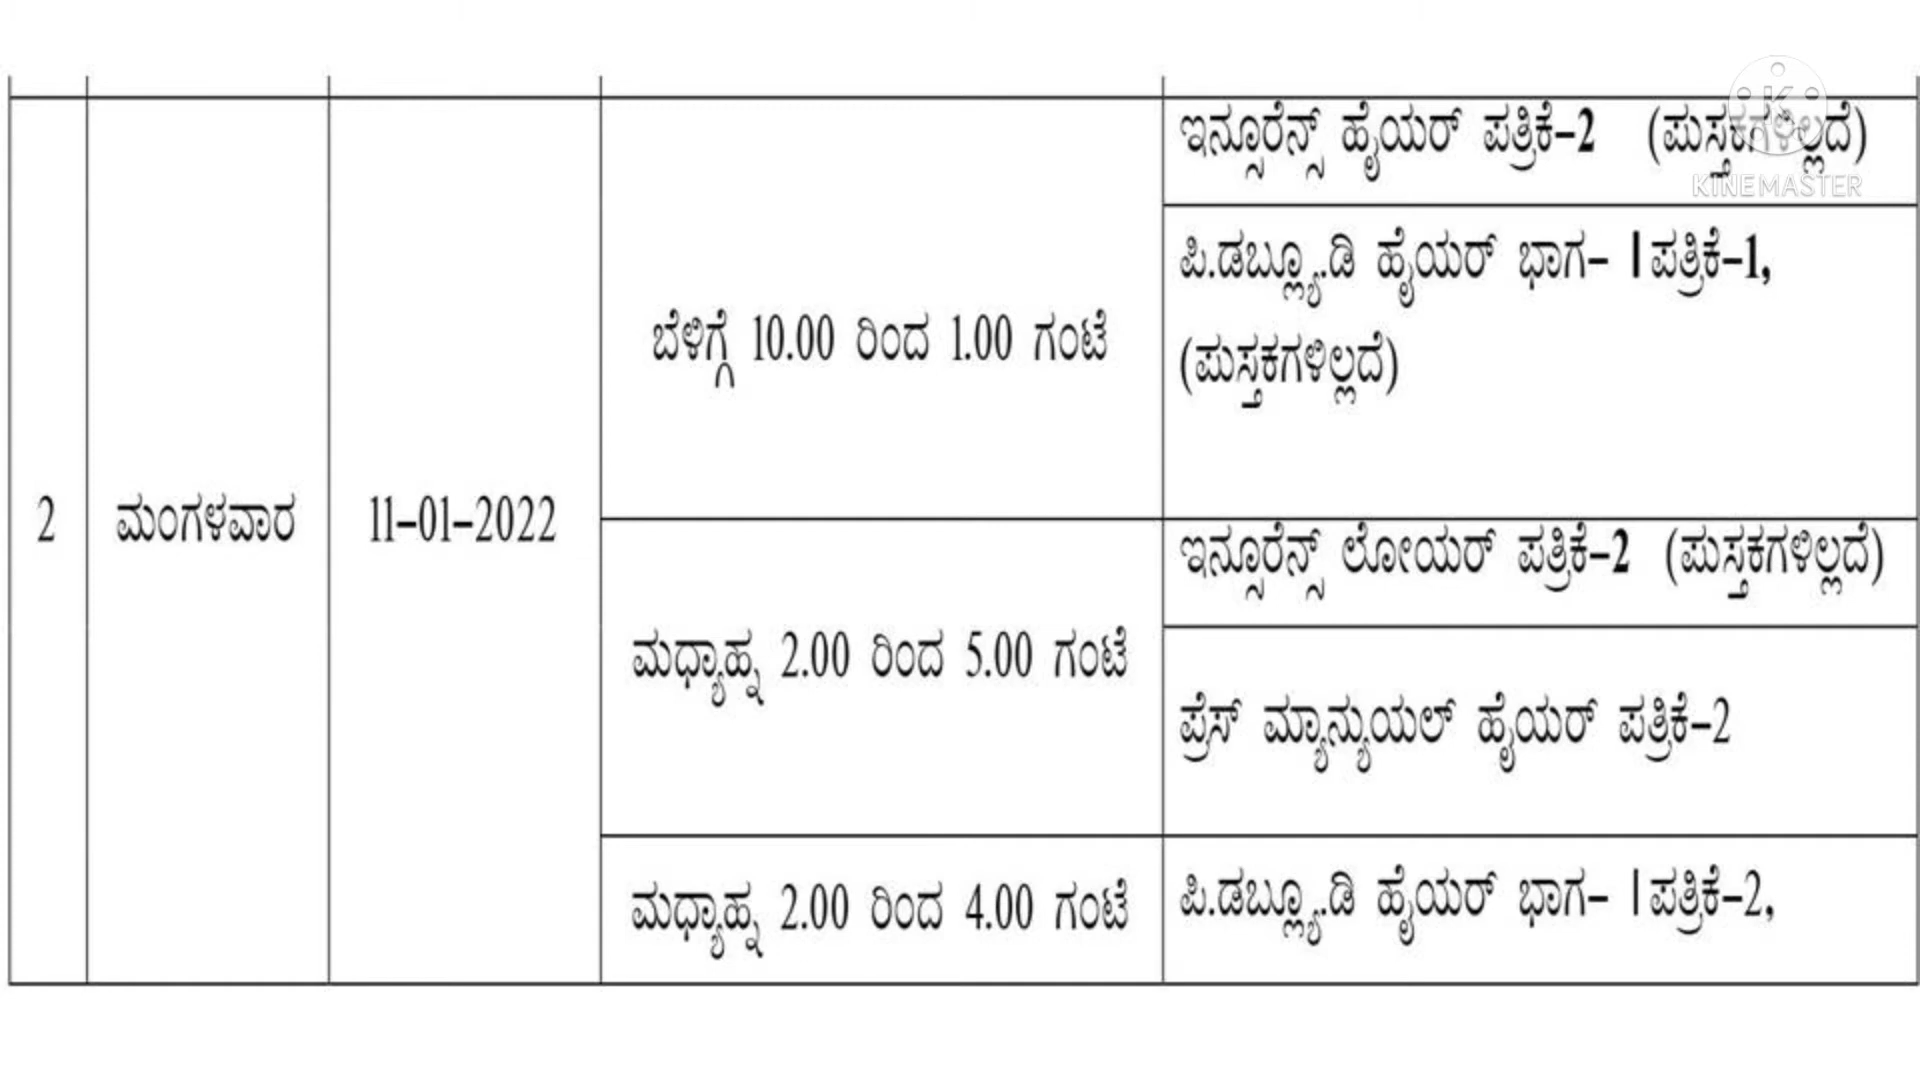 ಇನ್ಸೂರೆನ್ಸ್ ಹೈಯರ್ ಪತ್ರಿಕೆ–2 (ಪುಸ್ತಕಗಳಿಲ್ಲದೆ)
KINEMASTER
ಪಿ.ಡಬ್ಲ್ಯೂ.ಡಿ ಹೈಯರ್ ಭಾಗ– I ಪತ್ರಿಕೆ–1,
(ಪುಸ್ತಕಗಳಿಲ್ಲದೆ)
ಬೆಳಿಗ್ಗೆ 10.00 ರಿಂದ 1.00 ಗಂಟೆ
2 ಮಂಗಳವಾರ 11–01–2022
ಇನ್ಸೂರೆನ್ಸ್ ಲೋಯರ್ ಪತ್ರಿಕೆ–2 (ಪುಸ್ತಕಗಳಿಲ್ಲದೆ)
ಮಧ್ಯಾಹ್ನ 2.00 ರಿಂದ 5.00 ಗಂಟೆ
ಪ್ರೆಸ್ ಮ್ಯಾನ್ಯುಯಲ್ ಹೈಯರ್ ಪತ್ರಿಕೆ–2
ಮಧ್ಯಾಹ್ನ 2.00 ರಿಂದ 4.00 ಗಂಟೆ
ಪಿ.ಡಬ್ಲ್ಯೂ.ಡಿ ಹೈಯರ್ ಭಾಗ– I ಪತ್ರಿಕೆ–2,